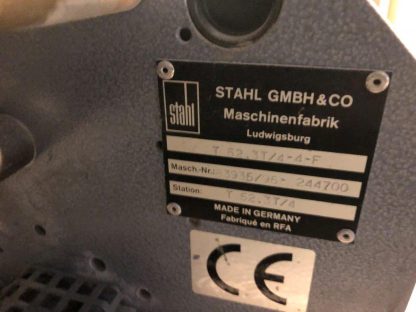 stahl
STAHL GMBH & CO
Maschinenfabrik
Ludwigsburg
T 52.3T/4-4-F
Masch.-Nr. 244700
Station: T 52.3T/4
MADE IN GERMANY
Fabriqué en RFA
CE